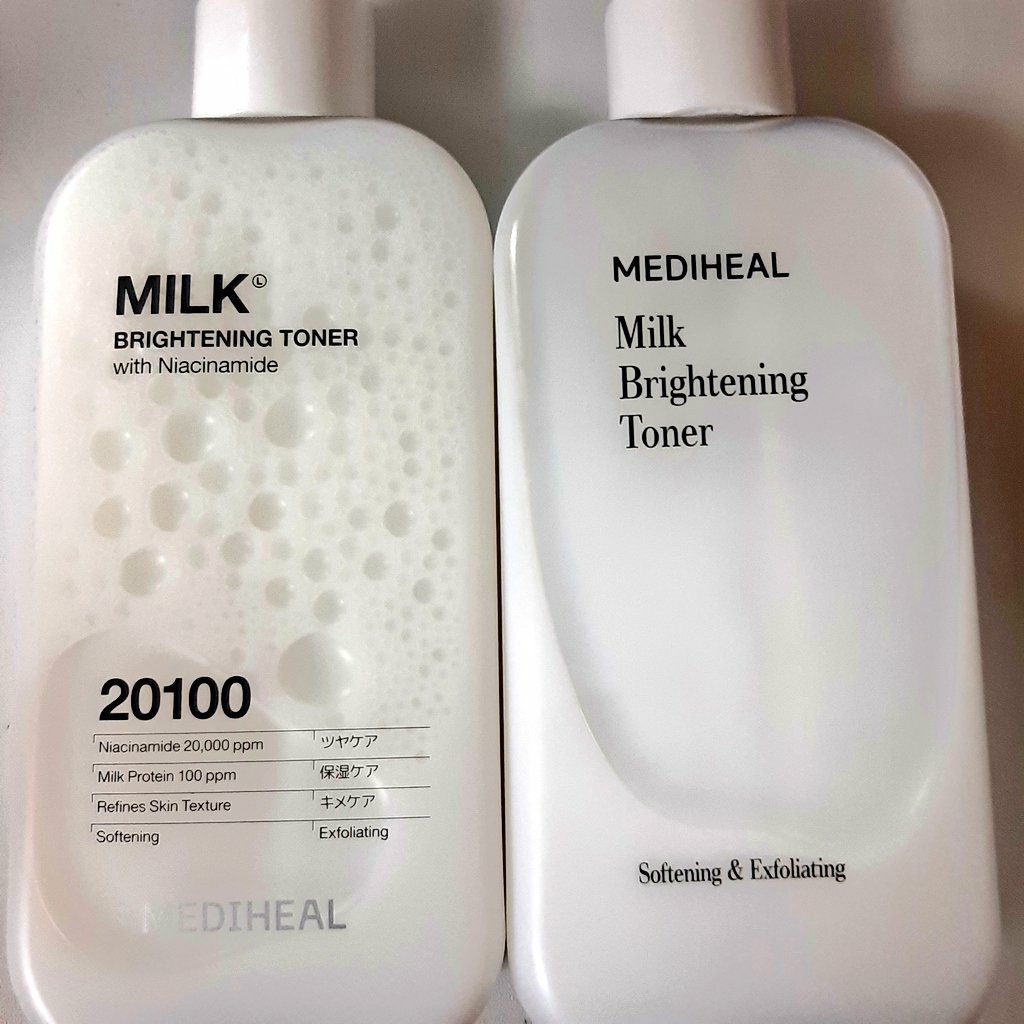 MILK Ⓛ
BRIGHTENING TONER
with Niacinamide
20100
Niacinamide 20,000 ppm ツヤケア
Milk Protein 100 ppm 保湿ケア
Refines Skin Texture キメケア
Softening Exfoliating
MEDIHEAL
MEDIHEAL
Milk
Brightening
Toner
Softening & Exfoliating